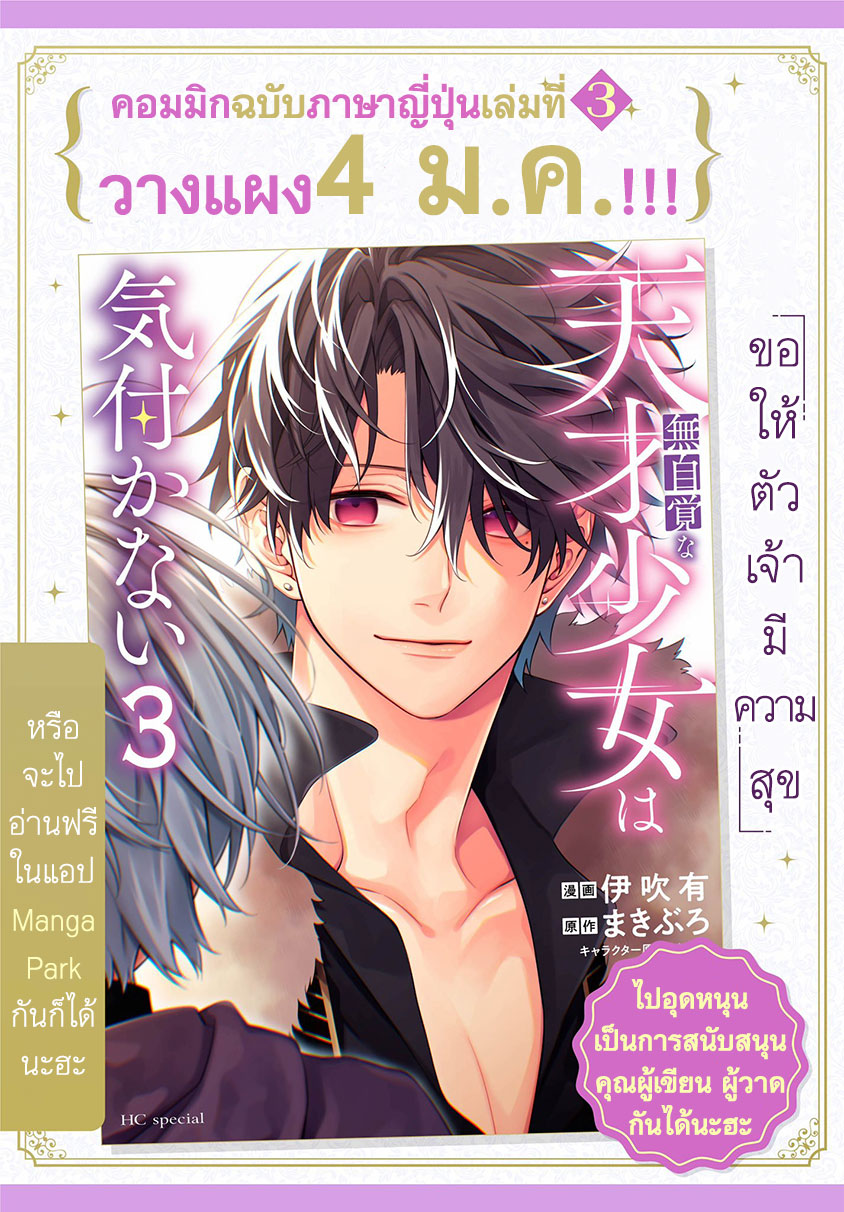 คอมมิกฉบับภาษาญี่ปุ่นเล่มที่ 3
วางแผง 4 ม.ค.!!!
天才少女は
無自覚な
気付かない
3
漫画 伊吹有
原作 まきぶろ
キャラクター
HC special
ขอ
ให้
ตัว
เจ้า
มี
ความ
สุข
หรือ
จะไป
อ่านฟรี
ในแอป
Manga
Park
กันก็ได้
นะฮะ
ไปอุดหนุน
เป็นการสนับสนุน
คุณผู้เขียน ผู้วาด
กันได้นะฮะ